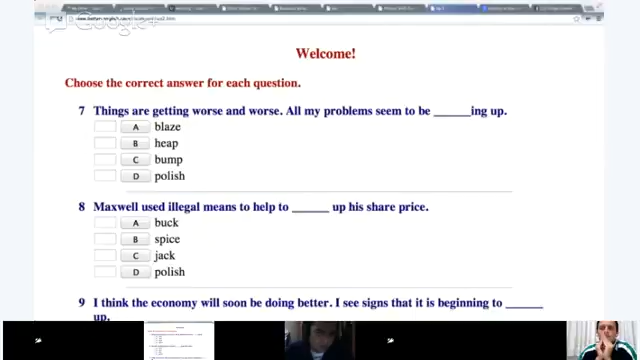 Google+
Welcome!
Choose the correct answer for each question.
7 Things are getting worse and worse. All my problems seem to be ______ing up.
A blaze
B heap
C bump
D polish
8 Maxwell used illegal means to help to ______ up his share price.
A buck
B spice
C jack
D polish
9 I think the economy will soon be doing better. I see signs that it is beginning to ______
up.